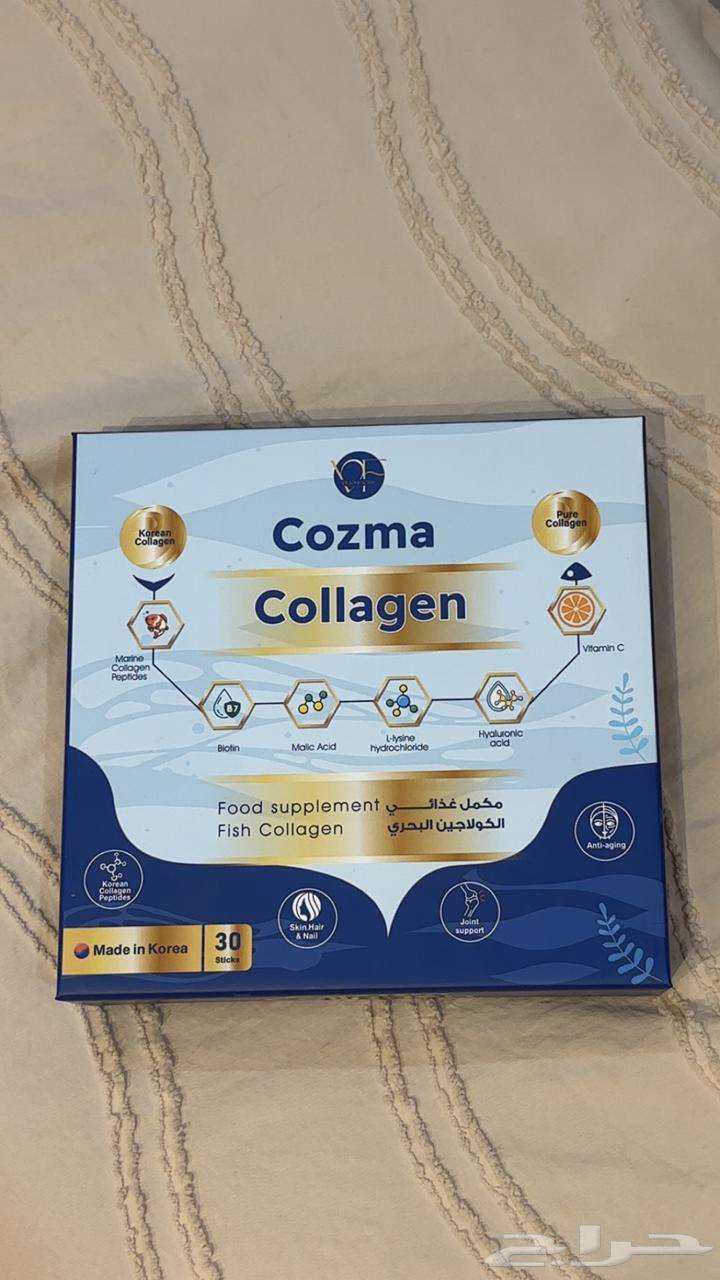 VF
Cozma
Collagen
Korean
Collagen
Pure
Collagen
Marine
Collagen
Peptides
Vitamin C
B7
Biotin
Malic Acid
L-lysine
hydrochloride
Hyaluronic
acid
Food supplement مكمل غذائي
Fish Collagen الكولاجين البحري
Anti-aging
Korean
Collagen
Peptides
Skin,Hair
& Nail
Joint
support
Made in Korea
30
Sticks
حراج